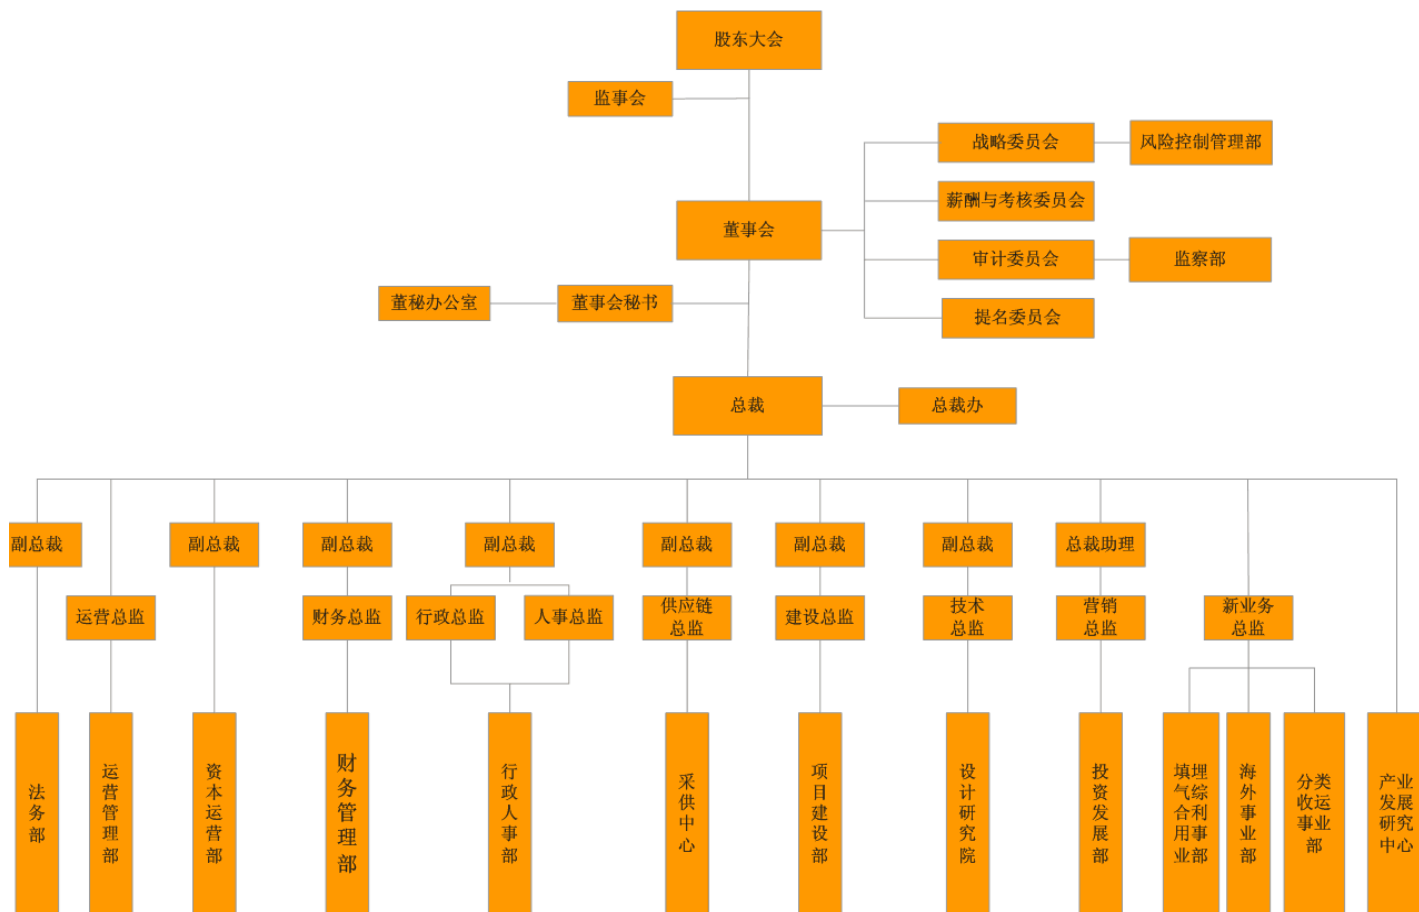 股东大会
监事会
战略委员会
风险控制管理部
薪酬与考核委员会
董事会
审计委员会
监察部
董秘办公室
董事会秘书
提名委员会
总裁
总裁办
副总裁
副总裁
副总裁
副总裁
副总裁
副总裁
副总裁
总裁助理
运营总监
财务总监
行政总监
人事总监
供应链
总监
建设总监
技术
总监
营销
总监
新业务
总监
法务部
运营管理部
资本运营部
财务管理部
行政人事部
采供中心
项目建设部
设计研究院
投资发展部
填埋
气综
合利
用事
业部
海外事业部
分类
收运
事业
部
产业
发展
研究
中心